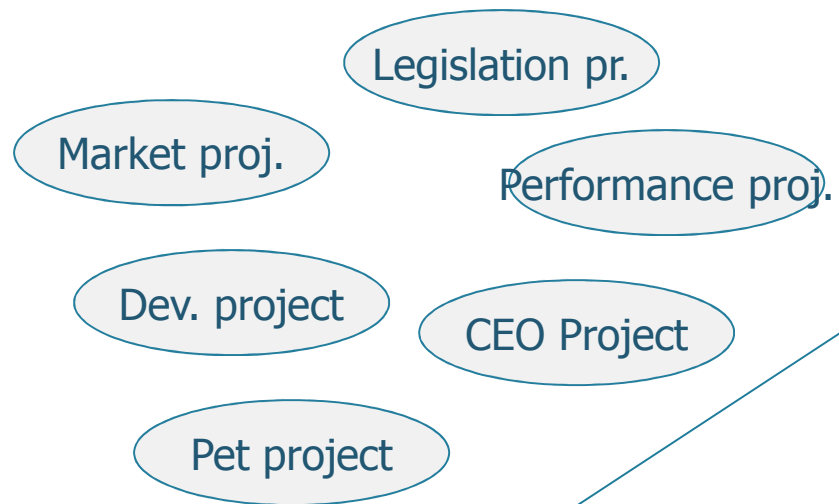 Legislation pr.
Market proj.
Performance proj.
Dev. project
CEO Project
Pet project